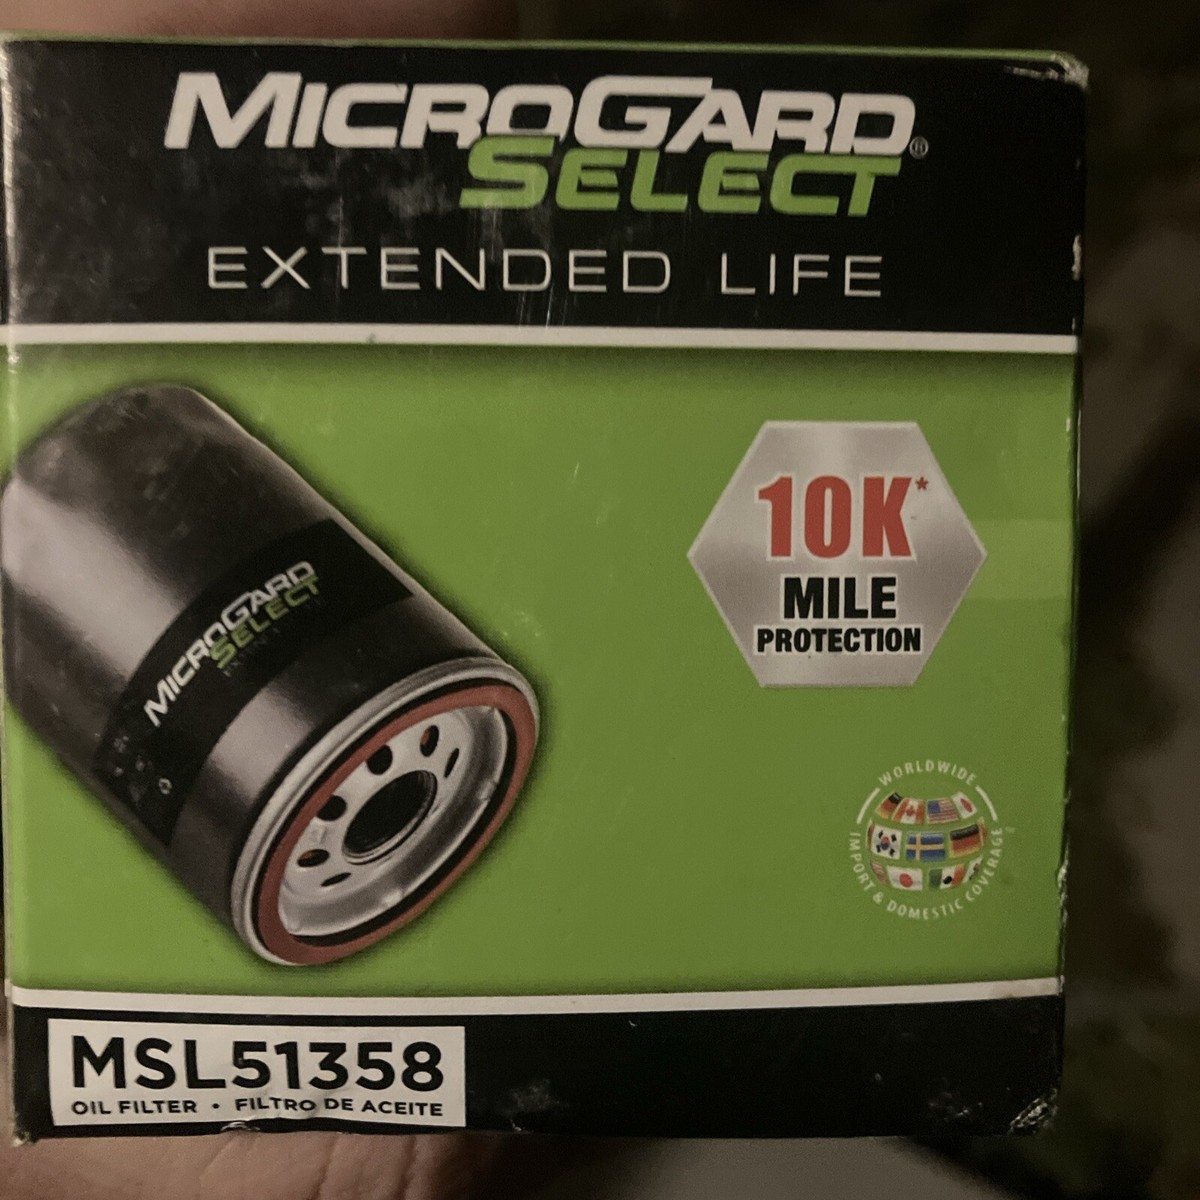 MICROGARD®
SELECT
EXTENDED LIFE
10K*
MILE
PROTECTION
MICROGARD
SELECT
WORLDWIDE
IMPORT & DOMESTIC COVERAGE
MSL51358
OIL FILTER • FILTRO DE ACEITE